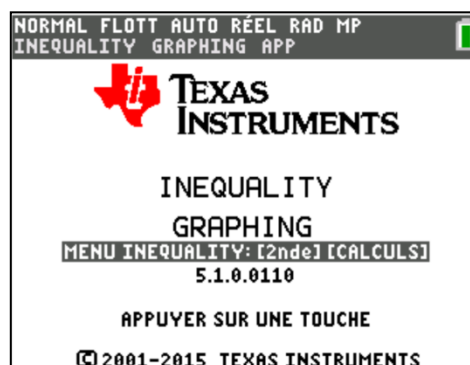 NORMAL FLOTT AUTO RÉEL RAD MP
INEQUALITY GRAPHING APP
TEXAS
INSTRUMENTS
INEQUALITY
GRAPHING
MENU INEQUALITY: [2nde] [CALCULS]
5.1.0.0110
APPUYER SUR UNE TOUCHE
© 2001-2015 TEXAS INSTRUMENTS